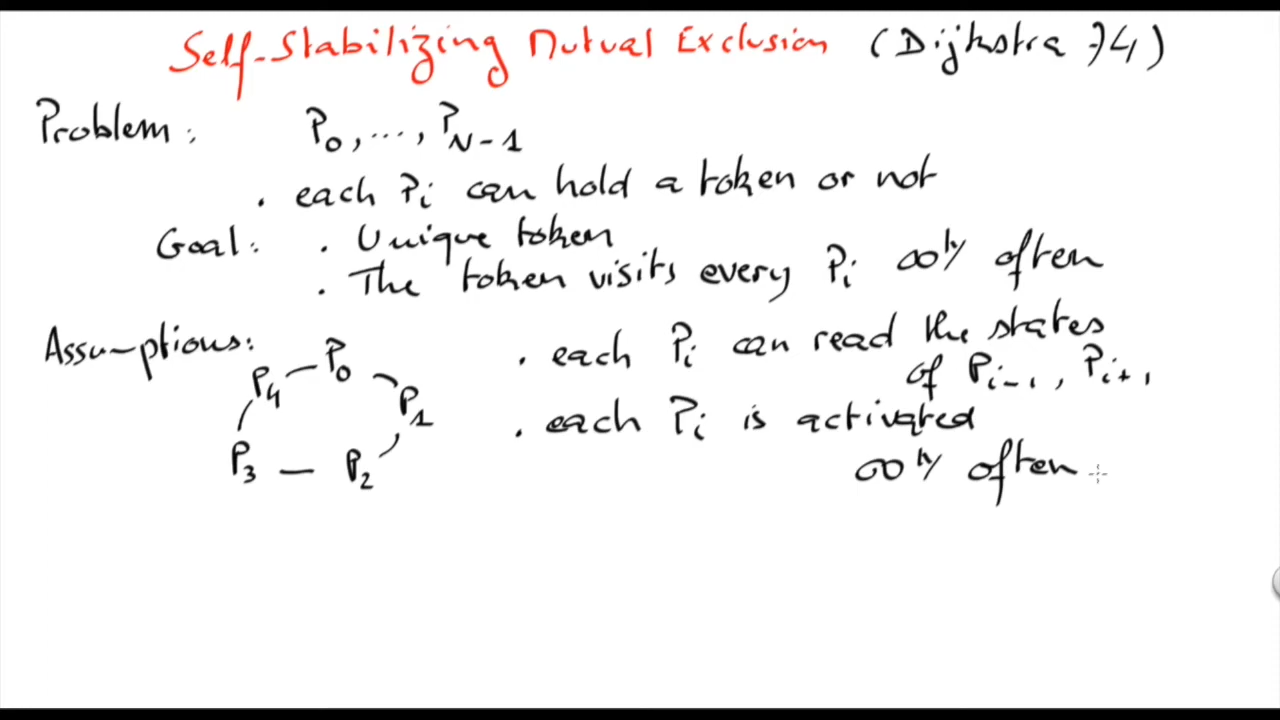 Self-Stabilizing Mutual Exclusion (Dijkstra 74)
Problem: P0, ..., PN-1
. each Pi can hold a token or not
Goal: . Unique token
. The token visits every Pi ∞ly often
Assumptions: . each Pi can read the states
of Pi-1, Pi+1
. each Pi is activated
∞ly often
P0
P4
P1
P3 — P2